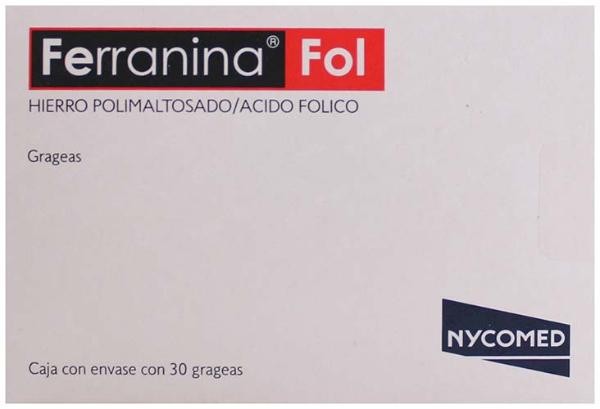 Ferranina® Fol
HIERRO POLIMALTOSADO/ACIDO FOLICO
Grageas
NYCOMED
Caja con envase con 30 grageas